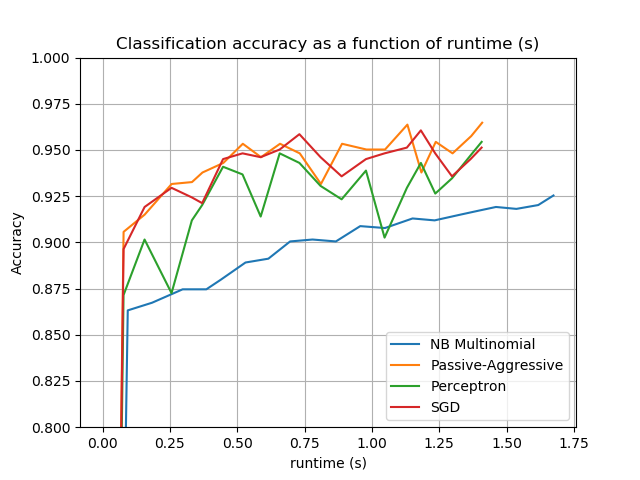 Classification accuracy as a function of runtime (s)
1.000
0.975
0.950
0.925
0.900
0.875
0.850
0.825
0.800
Accuracy
NB Multinomial
Passive-Aggressive
Perceptron
SGD
0.00 0.25 0.50 0.75 1.00 1.25 1.50 1.75
runtime (s)